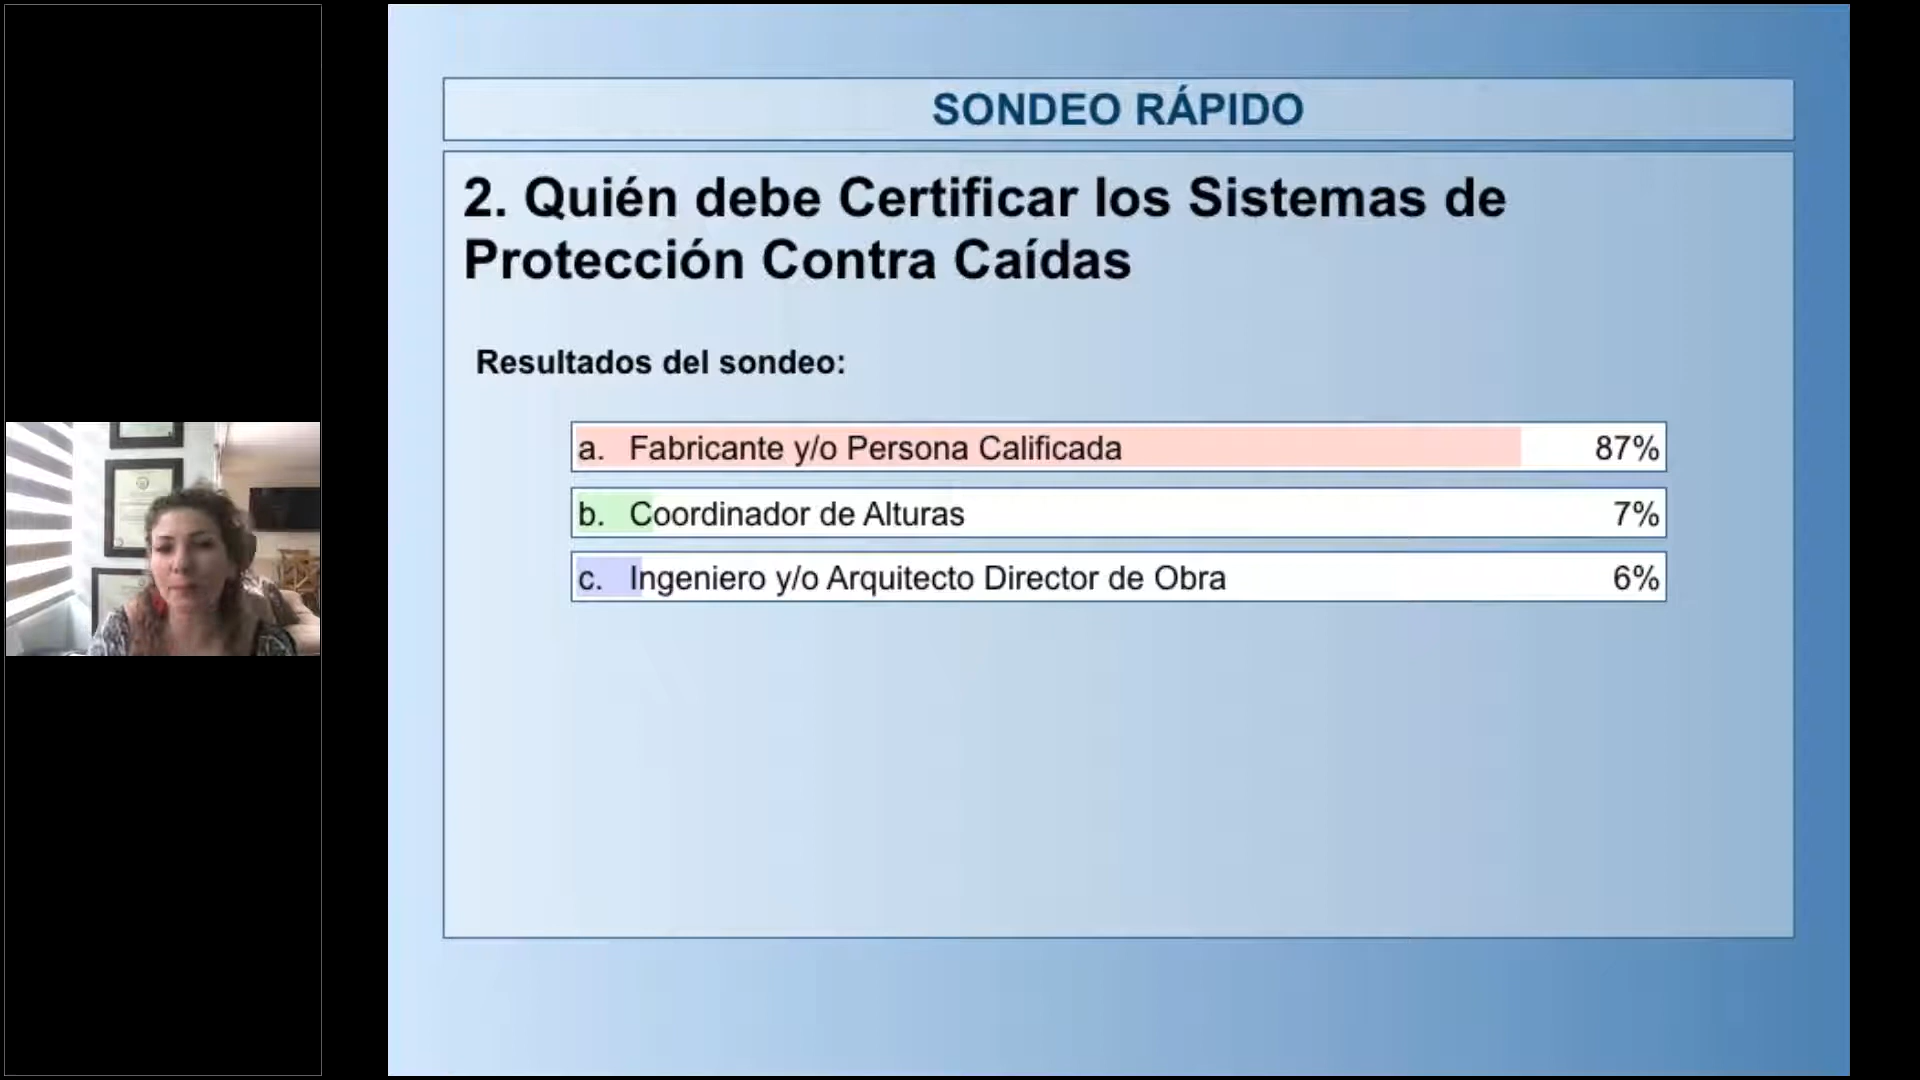 SONDEO RÁPIDO
2. Quién debe Certificar los Sistemas de
Protección Contra Caídas
Resultados del sondeo:
a. Fabricante y/o Persona Calificada 87%
b. Coordinador de Alturas 7%
c. Ingeniero y/o Arquitecto Director de Obra 6%